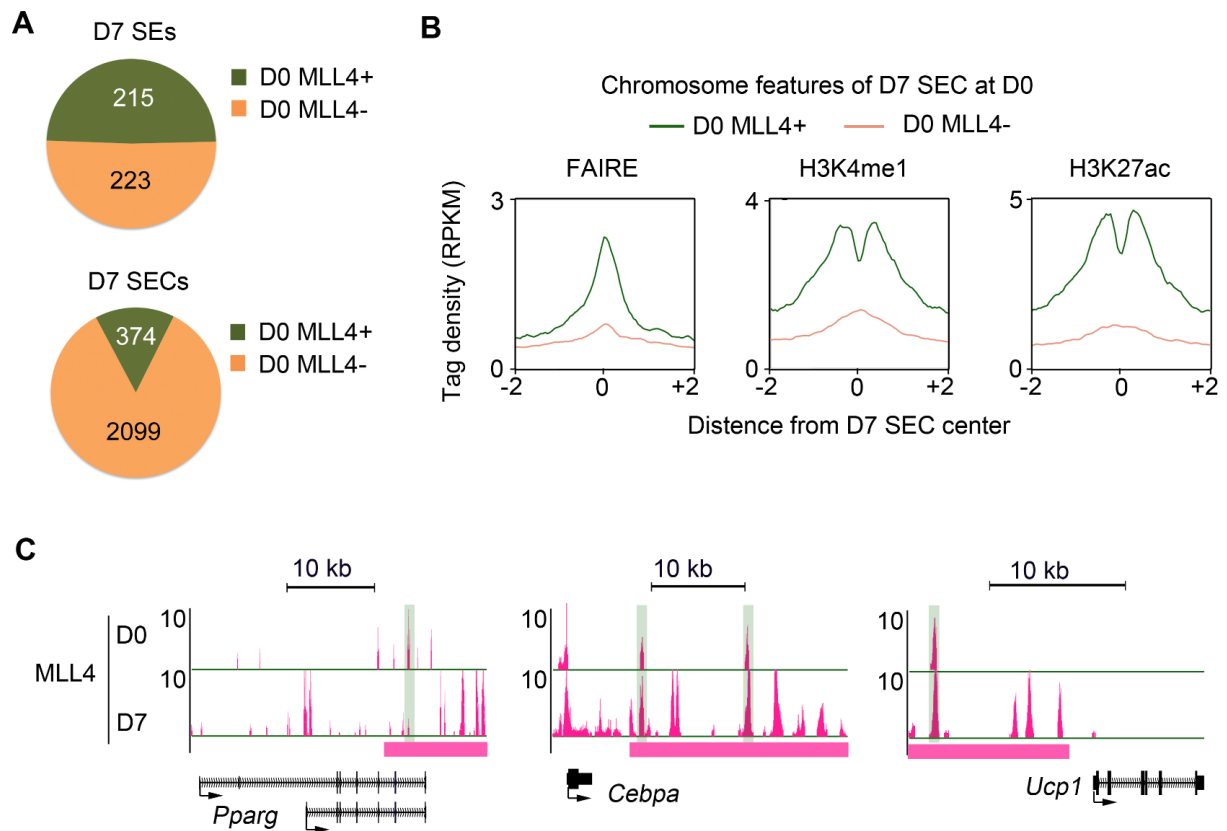 A
D7 SEs
215
223
D0 MLL4+
D0 MLL4-
D7 SECs
374
2099
D0 MLL4+
D0 MLL4-
B
Chromosome features of D7 SEC at D0
D0 MLL4+ D0 MLL4-
FAIRE H3K4me1 H3K27ac
Tag density (RPKM)
3 0 4 0 5 0
-2 0 +2 -2 0 +2 -2 0 +2
Distence from D7 SEC center
C
10 kb 10 kb 10 kb
MLL4
D0 10 10 10
D7 10 10 10
Pparg Cebpa Ucp1